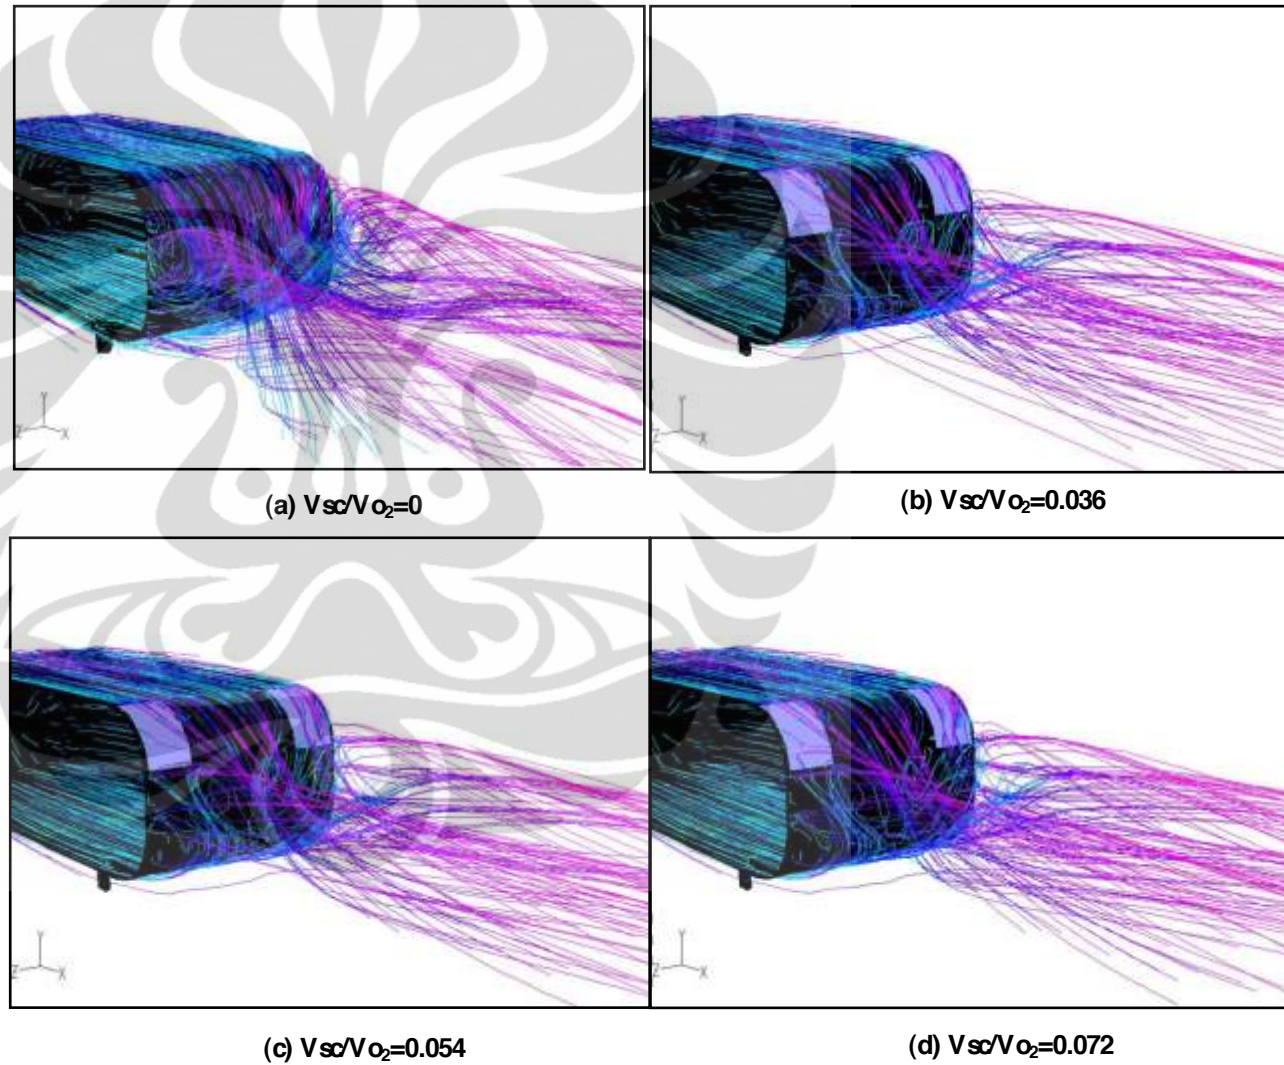 Y
Z X
(a) Vsc/Vo₂=0
Y
Z X
(b) Vsc/Vo₂=0.036
Y
Z X
(c) Vsc/Vo₂=0.054
Y
Z X
(d) Vsc/Vo₂=0.072